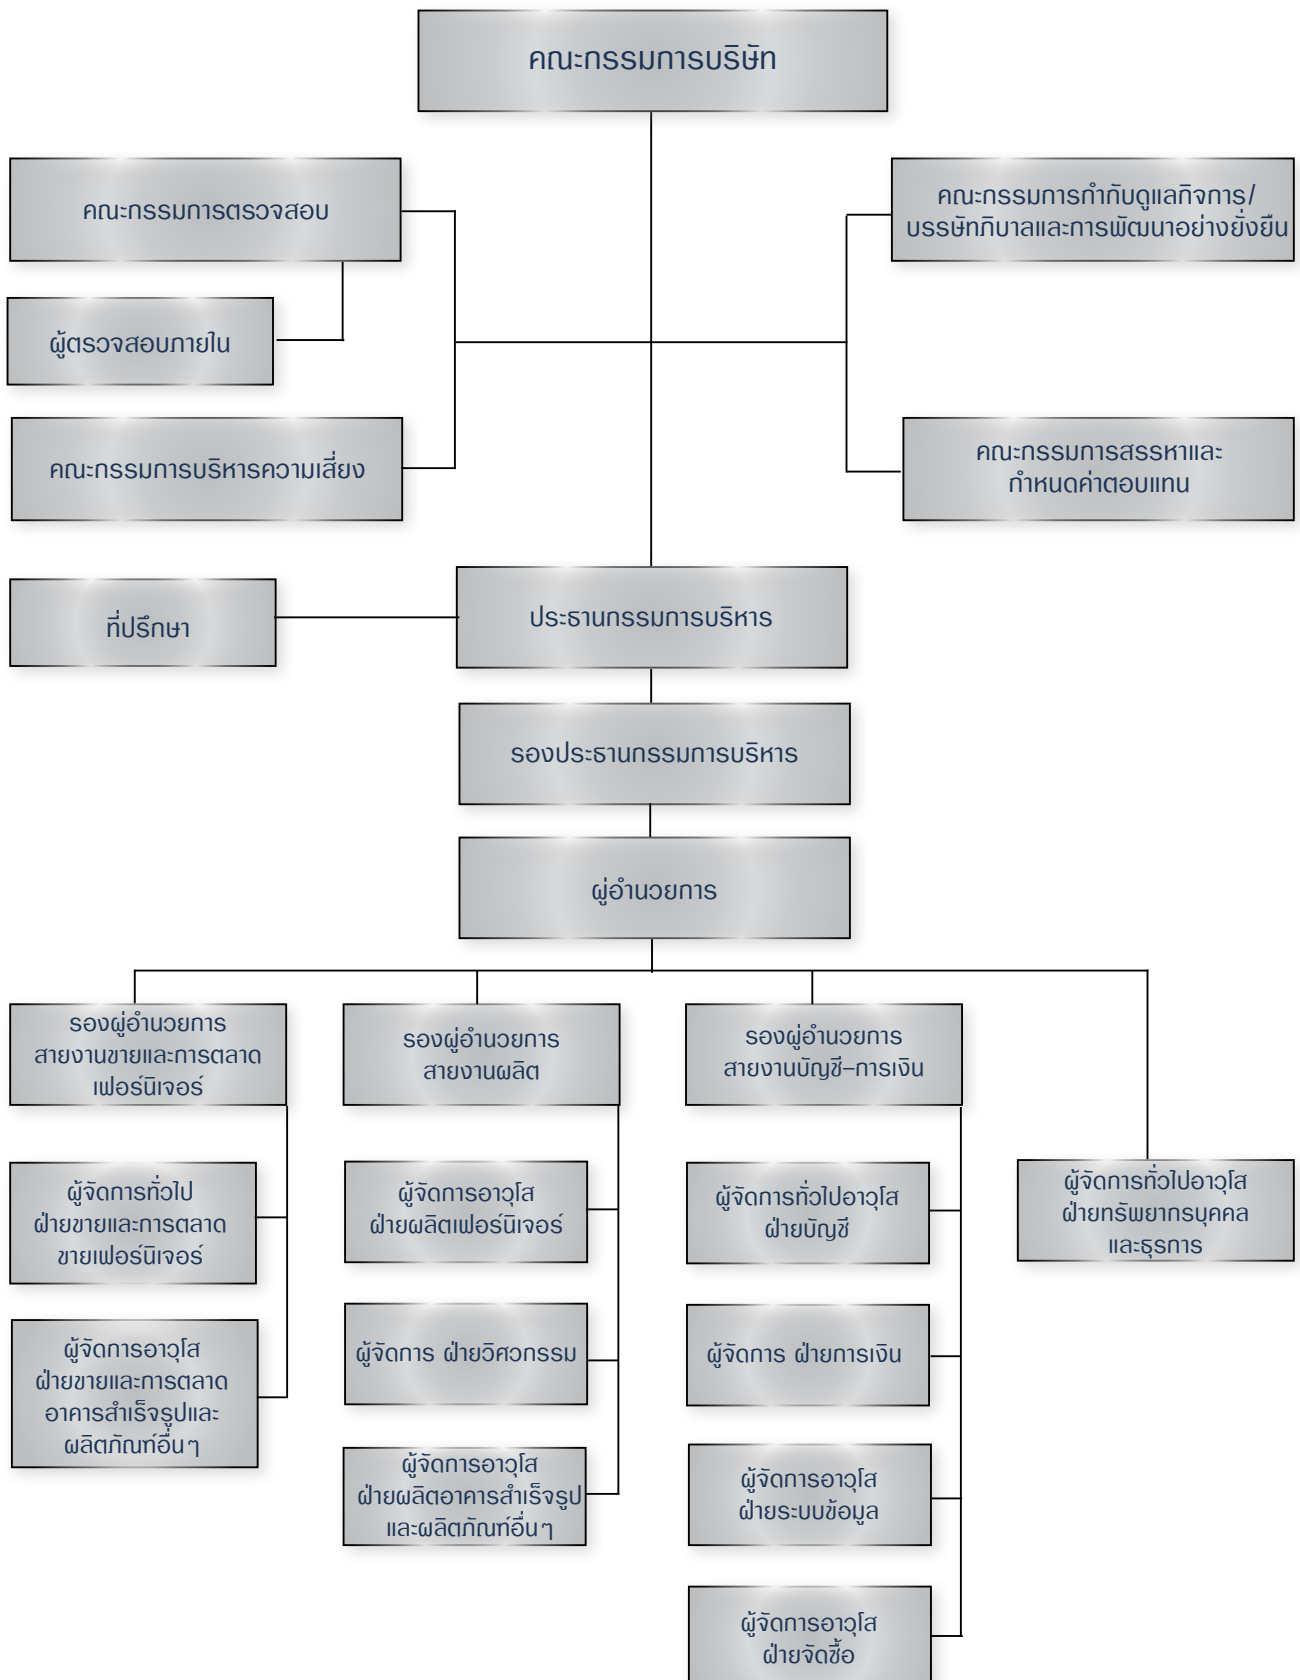 คณะกรรมการบริษัท
คณะกรรมการตรวจสอบ
คณะกรรมการกำกับดูแลกิจการ/
บรรษัทภิบาลและการพัฒนาอย่างยั่งยืน
ผู้ตรวจสอบภายใน
คณะกรรมการบริหารความเสี่ยง
คณะกรรมการสรรหาและ
กำหนดค่าตอบแทน
ที่ปรึกษา
ประธานกรรมการบริหาร
รองประธานกรรมการบริหาร
ผู่อำนวยการ
รองผู่อำนวยการ
สายงานขายและการตลาด
เฟอร์นิเจอร์
รองผู่อำนวยการ
สายงานผลิต
รองผู่อำนวยการ
สายงานบัญชี-การเงิน
ผู้จัดการทั่วไป
ฝ่ายขายและการตลาด
ขายเฟอร์นิเจอร์
ผู้จัดการอาวุโส
ฝ่ายผลิตเฟอร์นิเจอร์
ผู้จัดการทั่วไปอาวุโส
ฝ่ายบัญชี
ผู้จัดการทั่วไปอาวุโส
ฝ่ายทรัพยากรบุคคล
และธุรการ
ผู้จัดการอาวุโส
ฝ่ายขายและการตลาด
อาคารสำเร็จรูปและ
ผลิตภัณฑ์อื่นๆ
ผู้จัดการ ฝ่ายวิศวกรรม
ผู้จัดการ ฝ่ายการเงิน
ผู้จัดการอาวุโส
ฝ่ายผลิตอาคารสำเร็จรูป
และผลิตภัณฑ์อื่นๆ
ผู้จัดการอาวุโส
ฝ่ายระบบข้อมูล
ผู้จัดการอาวุโส
ฝ่ายจัดซื้อ